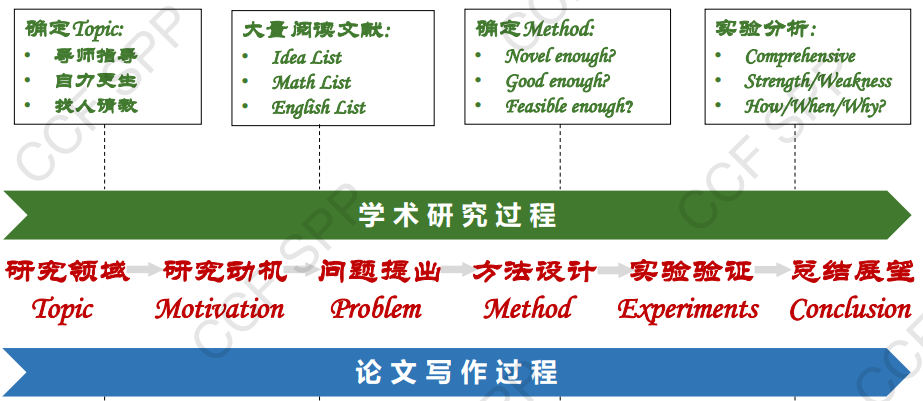 确定Topic:
• 导师指导
• 自力更生
• 找人请教
大量阅读文献:
• Idea List
• Math List
• English List
确定Method:
• Novel enough?
• Good enough?
• Feasible enough?
实验分析:
• Comprehensive
• Strength/Weakness
• How/When/Why?
学术研究过程
研究领域
Topic
研究动机
Motivation
问题提出
Problem
方法设计
Method
实验验证
Experiments
总结展望
Conclusion
论文写作过程
CCF SPP
CCF SPP
CCF SPP
CCF